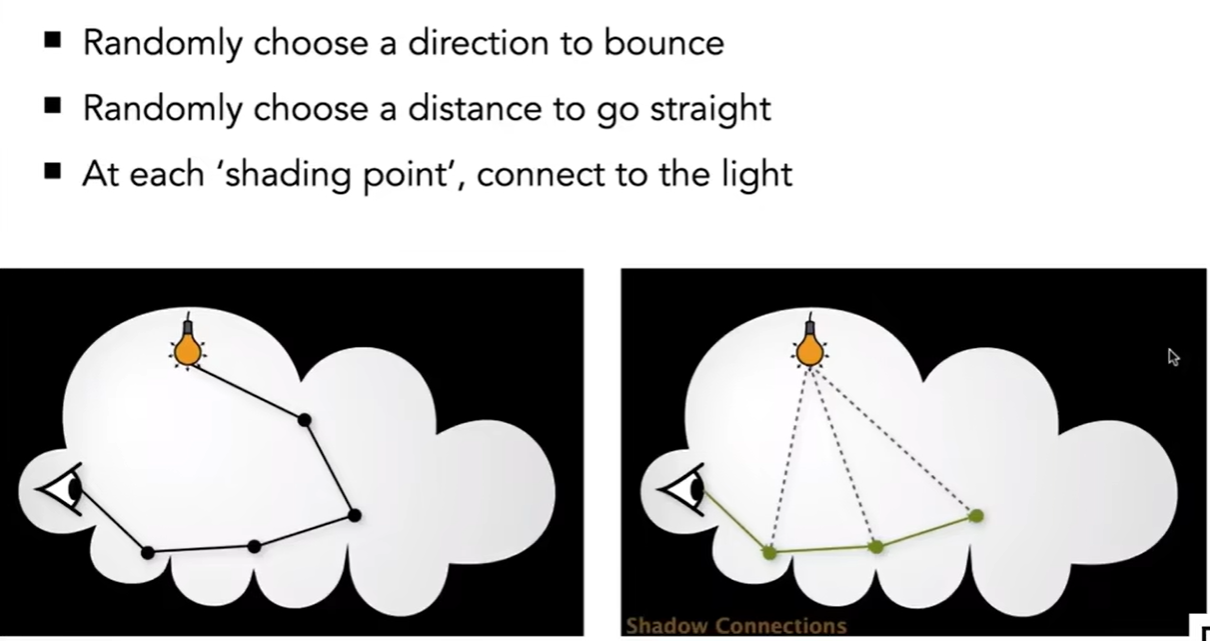 Randomly choose a direction to bounce
Randomly choose a distance to go straight
At each ‘shading point’, connect to the light
Shadow Connections